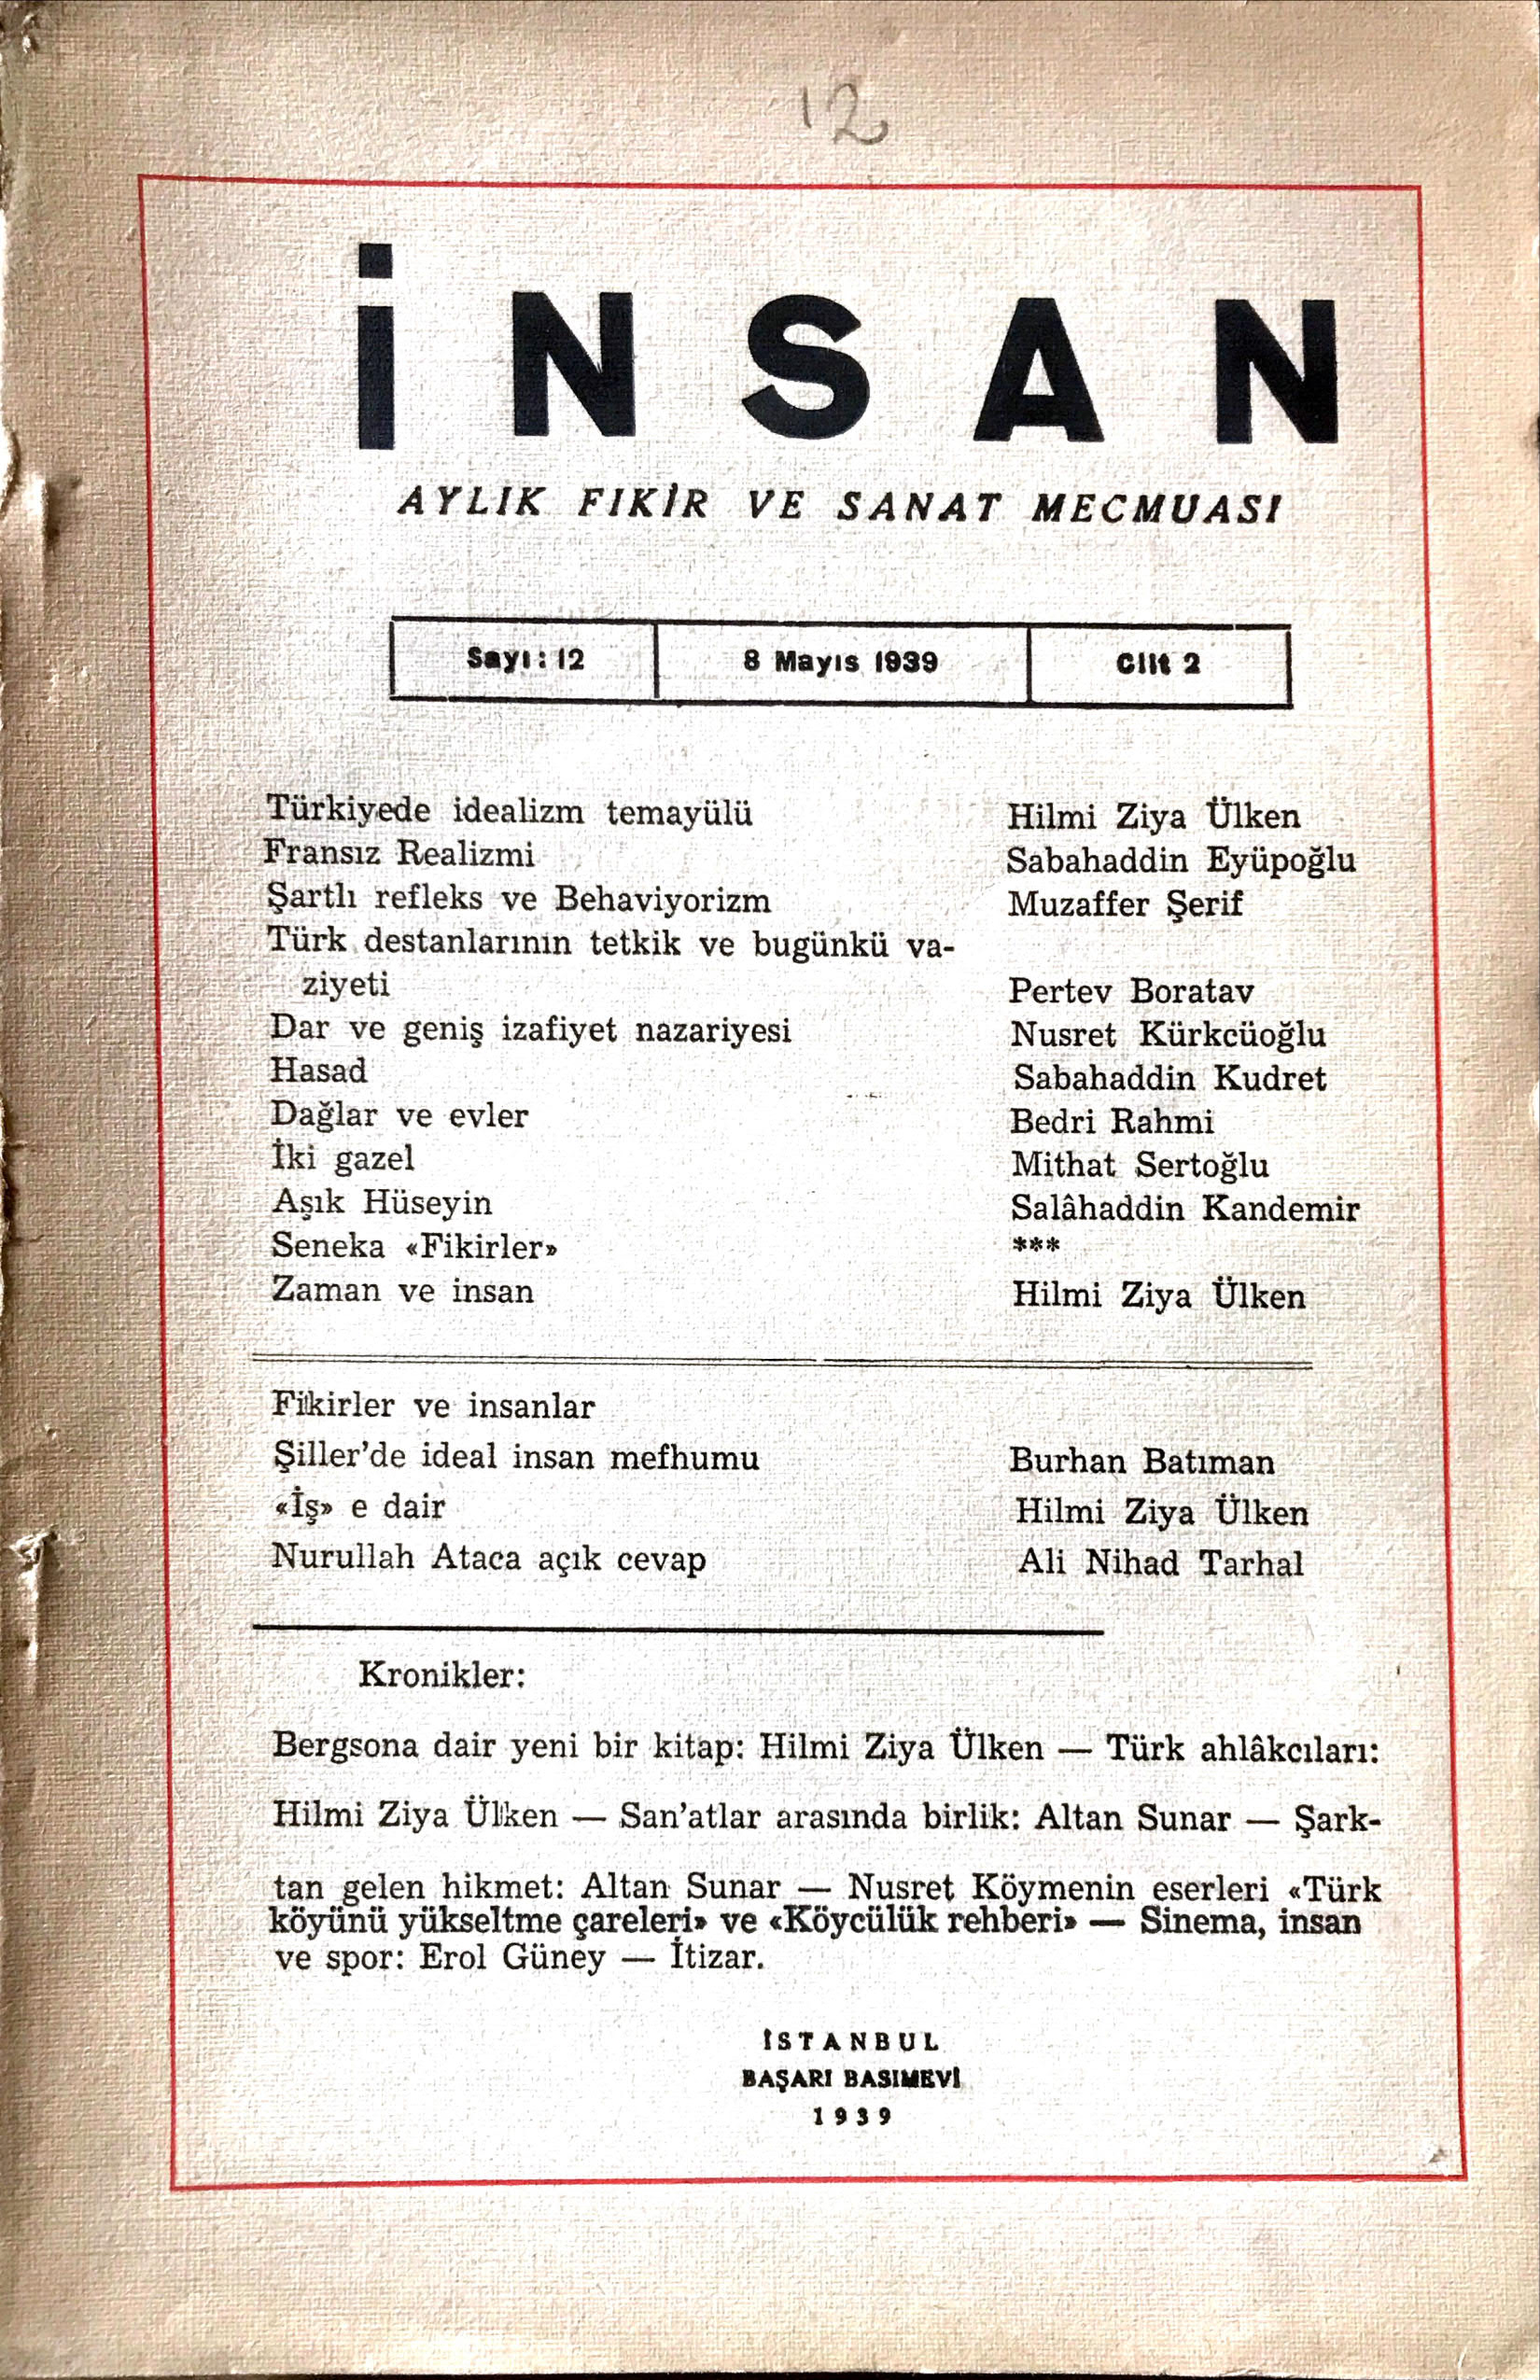 12
İNSAN
AYLIK FIKİR VE SANAT MECMUASI
Sayı: 12 8 Mayıs 1939 Cilt 2
Türkiyede idealizm temayülü Hilmi Ziya Ülken
Fransız Realizmi Sabahaddin Eyüpoğlu
Şartlı refleks ve Behaviyorizm Muzaffer Şerif
Türk destanlarının tetkik ve bugünkü va-
ziyeti Pertev Boratav
Dar ve geniş izafiyet nazariyesi Nusret Kürkcüoğlu
Hasad Sabahaddin Kudret
Dağlar ve evler Bedri Rahmi
İki gazel Mithat Sertoğlu
Aşık Hüseyin Salâhaddin Kandemir
Seneka «Fikirler» ***
Zaman ve insan Hilmi Ziya Ülken
Fikirler ve insanlar
Şiller'de ideal insan mefhumu Burhan Batıman
«İş» e dair Hilmi Ziya Ülken
Nurullah Ataca açık cevap Ali Nihad Tarhal
Kronikler:
Bergsona dair yeni bir kitap: Hilmi Ziya Ülken — Türk ahlâkcıları:
Hilmi Ziya Ülken — San'atlar arasında birlik: Altan Sunar — Şark-
tan gelen hikmet: Altan Sunar — Nusret Köymenin eserleri «Türk
köyünü yükseltme çareleri» ve «Köycülük rehberi» — Sinema, insan
ve spor: Erol Güney — İtizar.
İSTANBUL
BAŞARI BASIMEVİ
1939